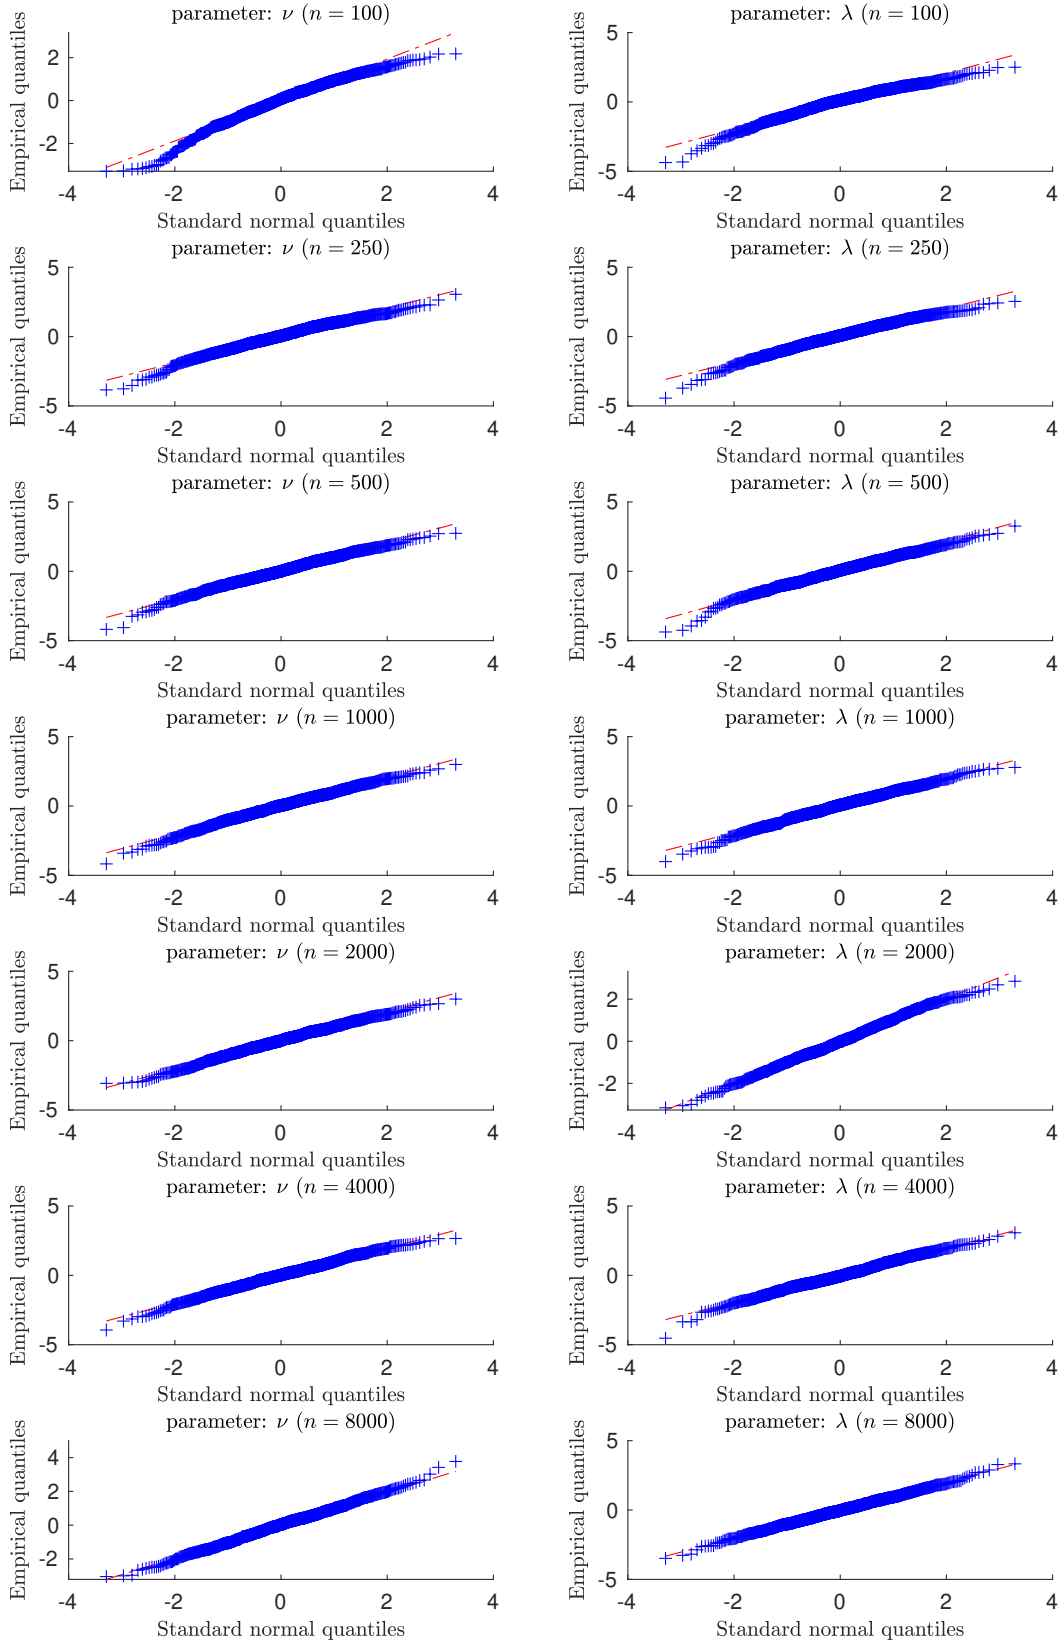 parameter: ν (n = 100)
Empirical quantiles
2
0
-2
-4
-2
0
2
4
Standard normal quantiles
parameter: λ (n = 100)
Empirical quantiles
5
0
-5
-4
-2
0
2
4
Standard normal quantiles
parameter: ν (n = 250)
Empirical quantiles
5
0
-5
-4
-2
0
2
4
Standard normal quantiles
parameter: λ (n = 250)
Empirical quantiles
5
0
-5
-4
-2
0
2
4
Standard normal quantiles
parameter: ν (n = 500)
Empirical quantiles
5
0
-5
-4
-2
0
2
4
Standard normal quantiles
parameter: λ (n = 500)
Empirical quantiles
5
0
-5
-4
-2
0
2
4
Standard normal quantiles
parameter: ν (n = 1000)
Empirical quantiles
5
0
-5
-4
-2
0
2
4
Standard normal quantiles
parameter: λ (n = 1000)
Empirical quantiles
5
0
-5
-4
-2
0
2
4
Standard normal quantiles
parameter: ν (n = 2000)
Empirical quantiles
5
0
-5
-4
-2
0
2
4
Standard normal quantiles
parameter: λ (n = 2000)
Empirical quantiles
2
0
-2
-4
-2
0
2
4
Standard normal quantiles
parameter: ν (n = 4000)
Empirical quantiles
5
0
-5
-4
-2
0
2
4
Standard normal quantiles
parameter: λ (n = 4000)
Empirical quantiles
5
0
-5
-4
-2
0
2
4
Standard normal quantiles
parameter: ν (n = 8000)
Empirical quantiles
4
2
0
-2
-4
-2
0
2
4
Standard normal quantiles
parameter: λ (n = 8000)
Empirical quantiles
5
0
-5
-4
-2
0
2
4
Standard normal quantiles